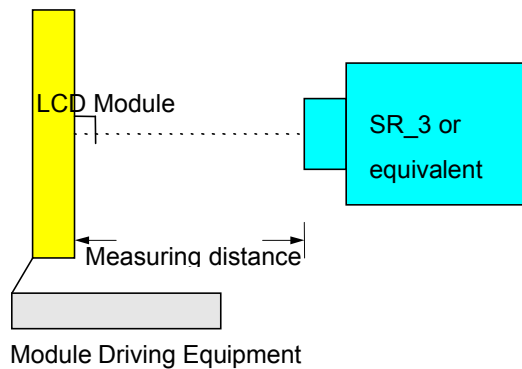 LCD Module
SR_3 or
equivalent
Measuring distance
Module Driving Equipment